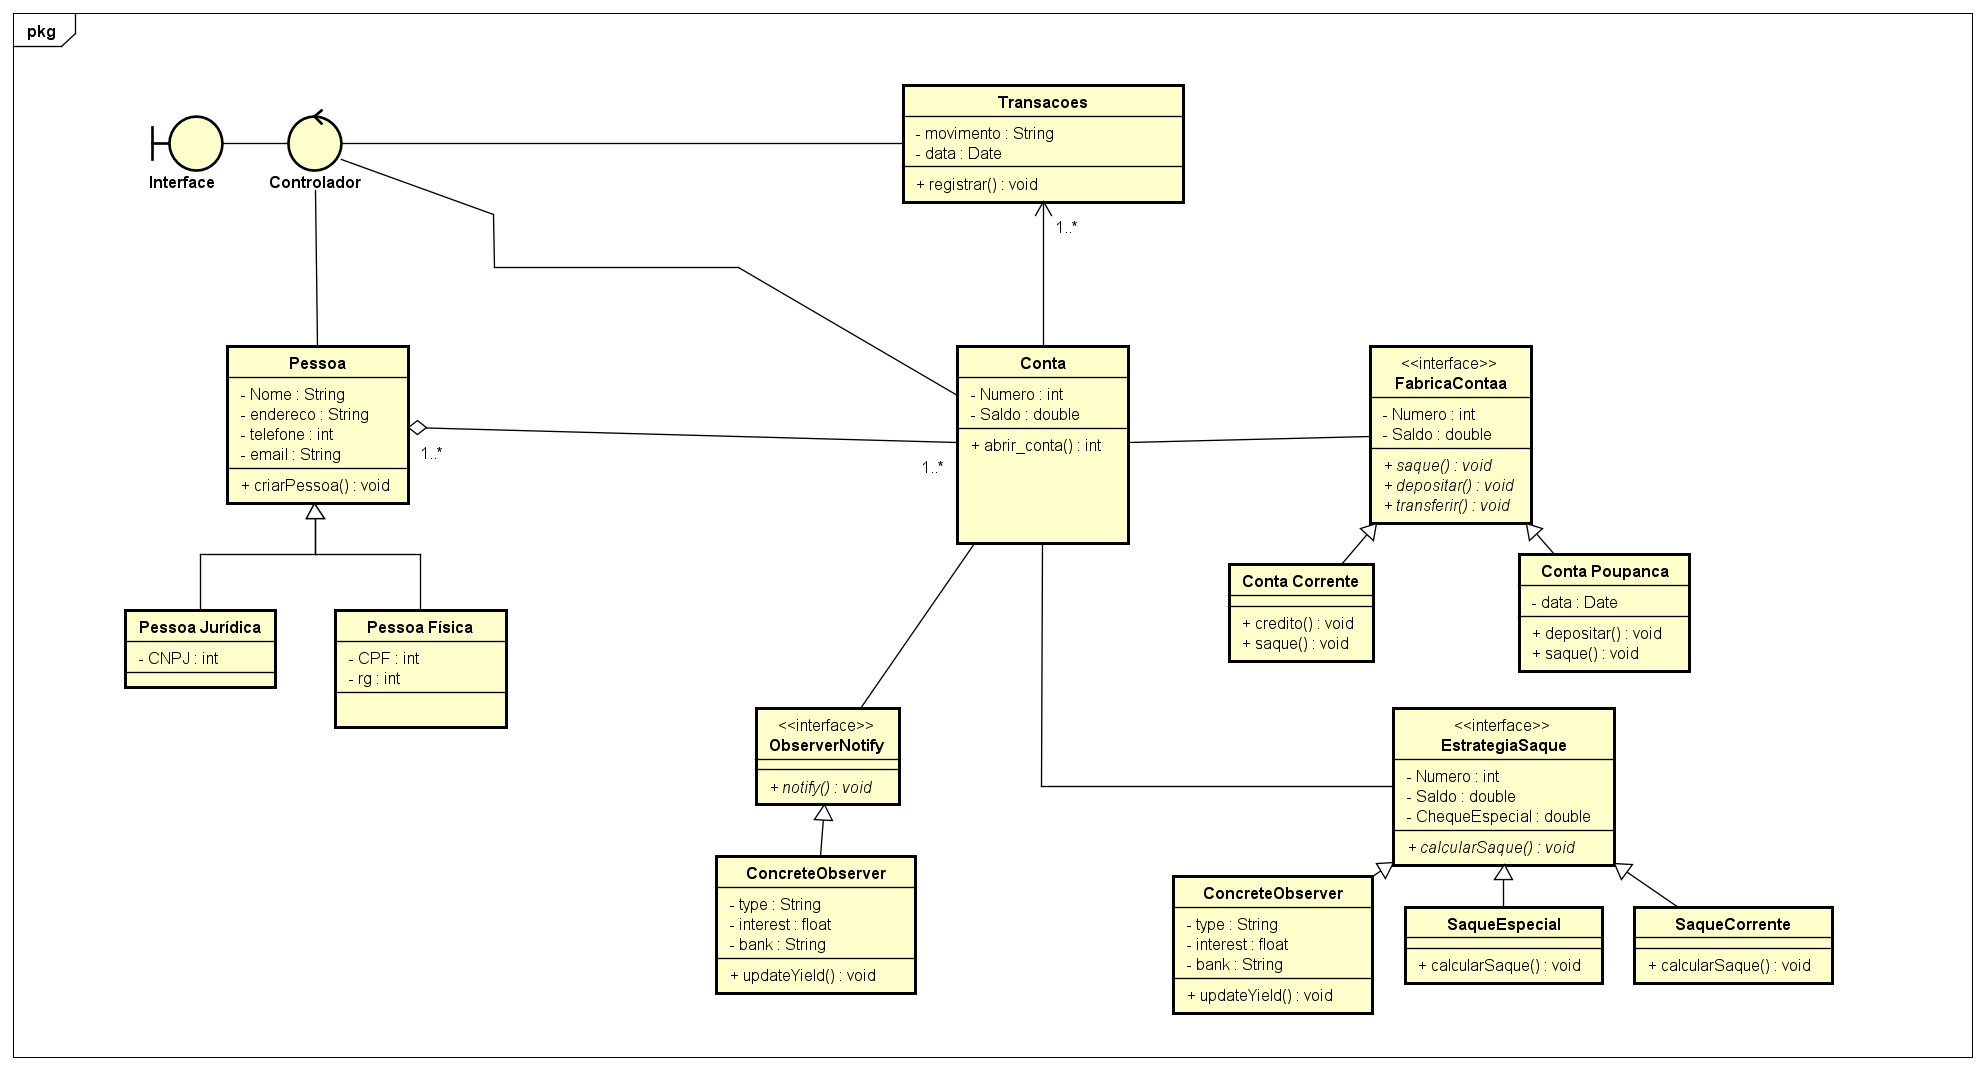 pkg
Interface
Controlador
Transacoes
- movimento : String
- data : Date
+ registrar() : void
1..*
Pessoa
- Nome : String
- endereco : String
- telefone : int
- email : String
+ criarPessoa() : void
1..*
1..*
Conta
- Numero : int
- Saldo : double
+ abrir_conta() : int
<<interface>>
FabricaContaa
- Numero : int
- Saldo : double
+ saque() : void
+ depositar() : void
+ transferir() : void
Pessoa Jurídica
- CNPJ : int
Pessoa Física
- CPF : int
- rg : int
Conta Corrente
+ credito() : void
+ saque() : void
Conta Poupanca
- data : Date
+ depositar() : void
+ saque() : void
<<interface>>
ObserverNotify
+ notify() : void
ConcreteObserver
- type : String
- interest : float
- bank : String
+ updateYield() : void
<<interface>>
EstrategiaSaque
- Numero : int
- Saldo : double
- ChequeEspecial : double
+ calcularSaque() : void
ConcreteObserver
- type : String
- interest : float
- bank : String
+ updateYield() : void
SaqueEspecial
+ calcularSaque() : void
SaqueCorrente
+ calcularSaque() : void